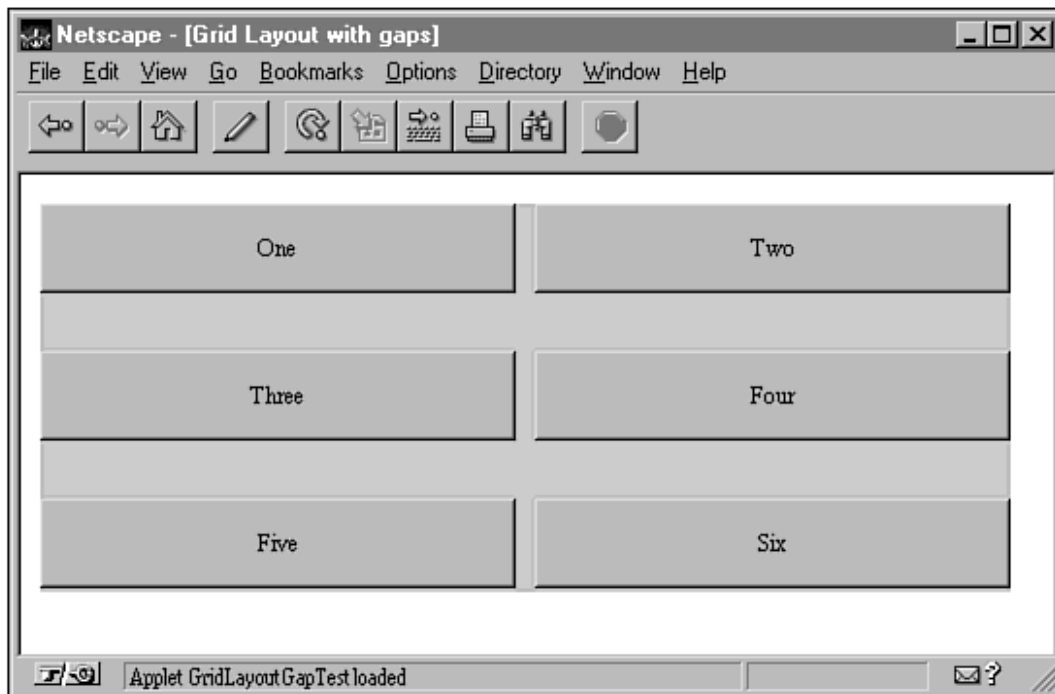 Netscape - [Grid Layout with gaps]
File Edit View Go Bookmarks Options Directory Window Help
One Two
Three Four
Five Six
Applet GridLayoutGapTest loaded